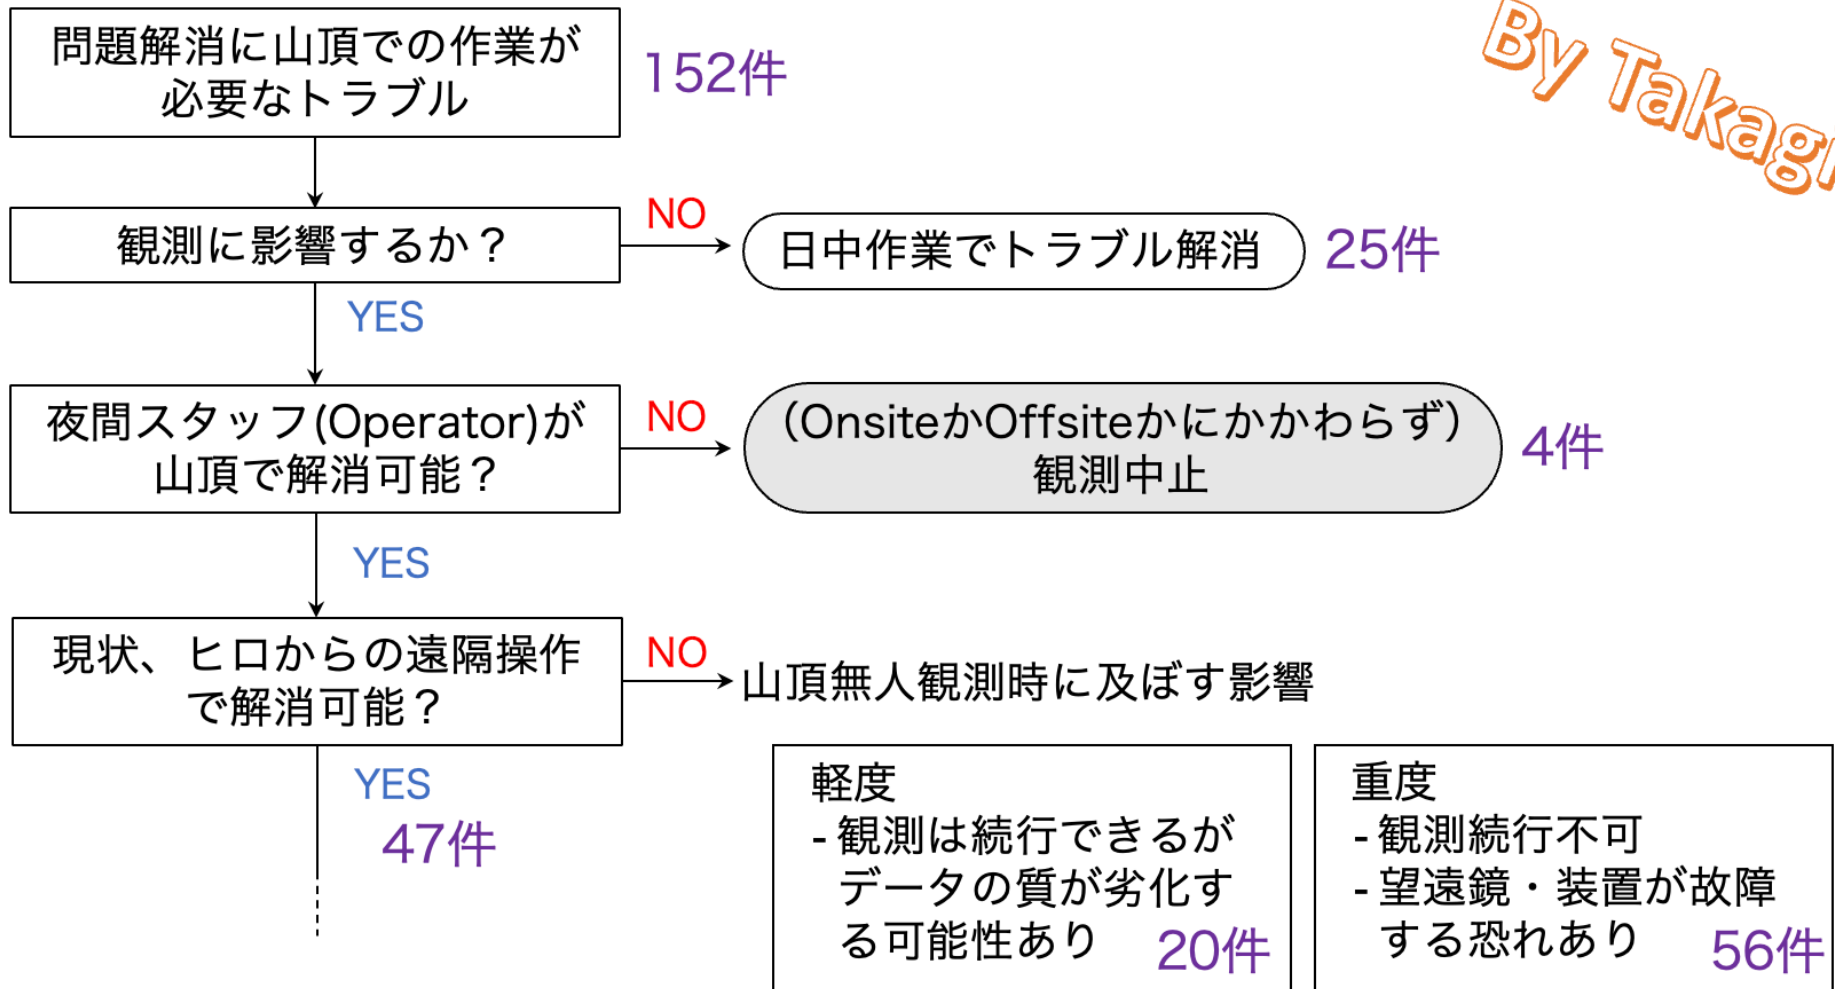 問題解消に山頂での作業が
必要なトラブル
152件
By Takagi
観測に影響するか？
NO
日中作業でトラブル解消
25件
YES
夜間スタッフ(Operator)が
山頂で解消可能？
NO
（OnsiteかOffsiteかにかかわらず）
観測中止
4件
YES
現状、ヒロからの遠隔操作
で解消可能？
NO
山頂無人観測時に及ぼす影響
YES
47件
軽度
- 観測は続行できるが
データの質が劣化す
る可能性あり
20件
重度
- 観測続行不可
- 望遠鏡・装置が故障
する恐れあり
56件